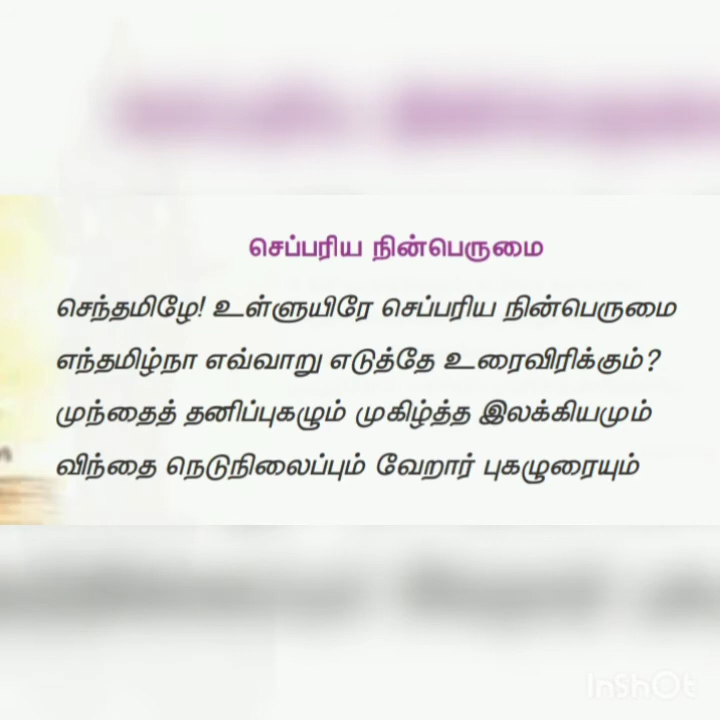 செப்பரிய நின்பெருமை
செந்தமிழே! உள்ளுயிரே செப்பரிய நின்பெருமை
எந்தமிழ்நா எவ்வாறு எடுத்தே உரைவிரிக்கும்?
முந்தைத் தனிப்புகழும் முகிழ்த்த இலக்கியமும்
விந்தை நெடுநிலைப்பும் வேறார் புகழுரையும்
InShOt